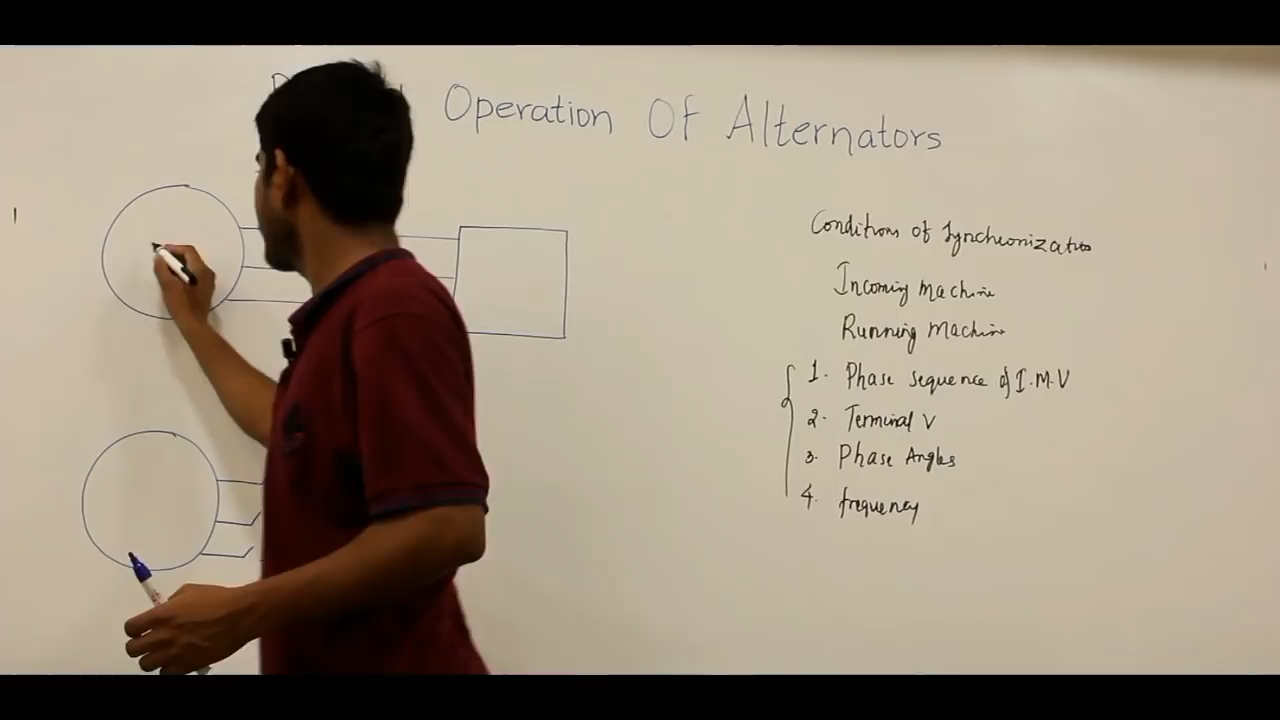 Operation Of Alternators
Conditions of Synchronization
Incoming Machine
Running Machine
1. Phase Sequence of I.M.V
2. Terminal V
3. Phase Angles
4. frequency